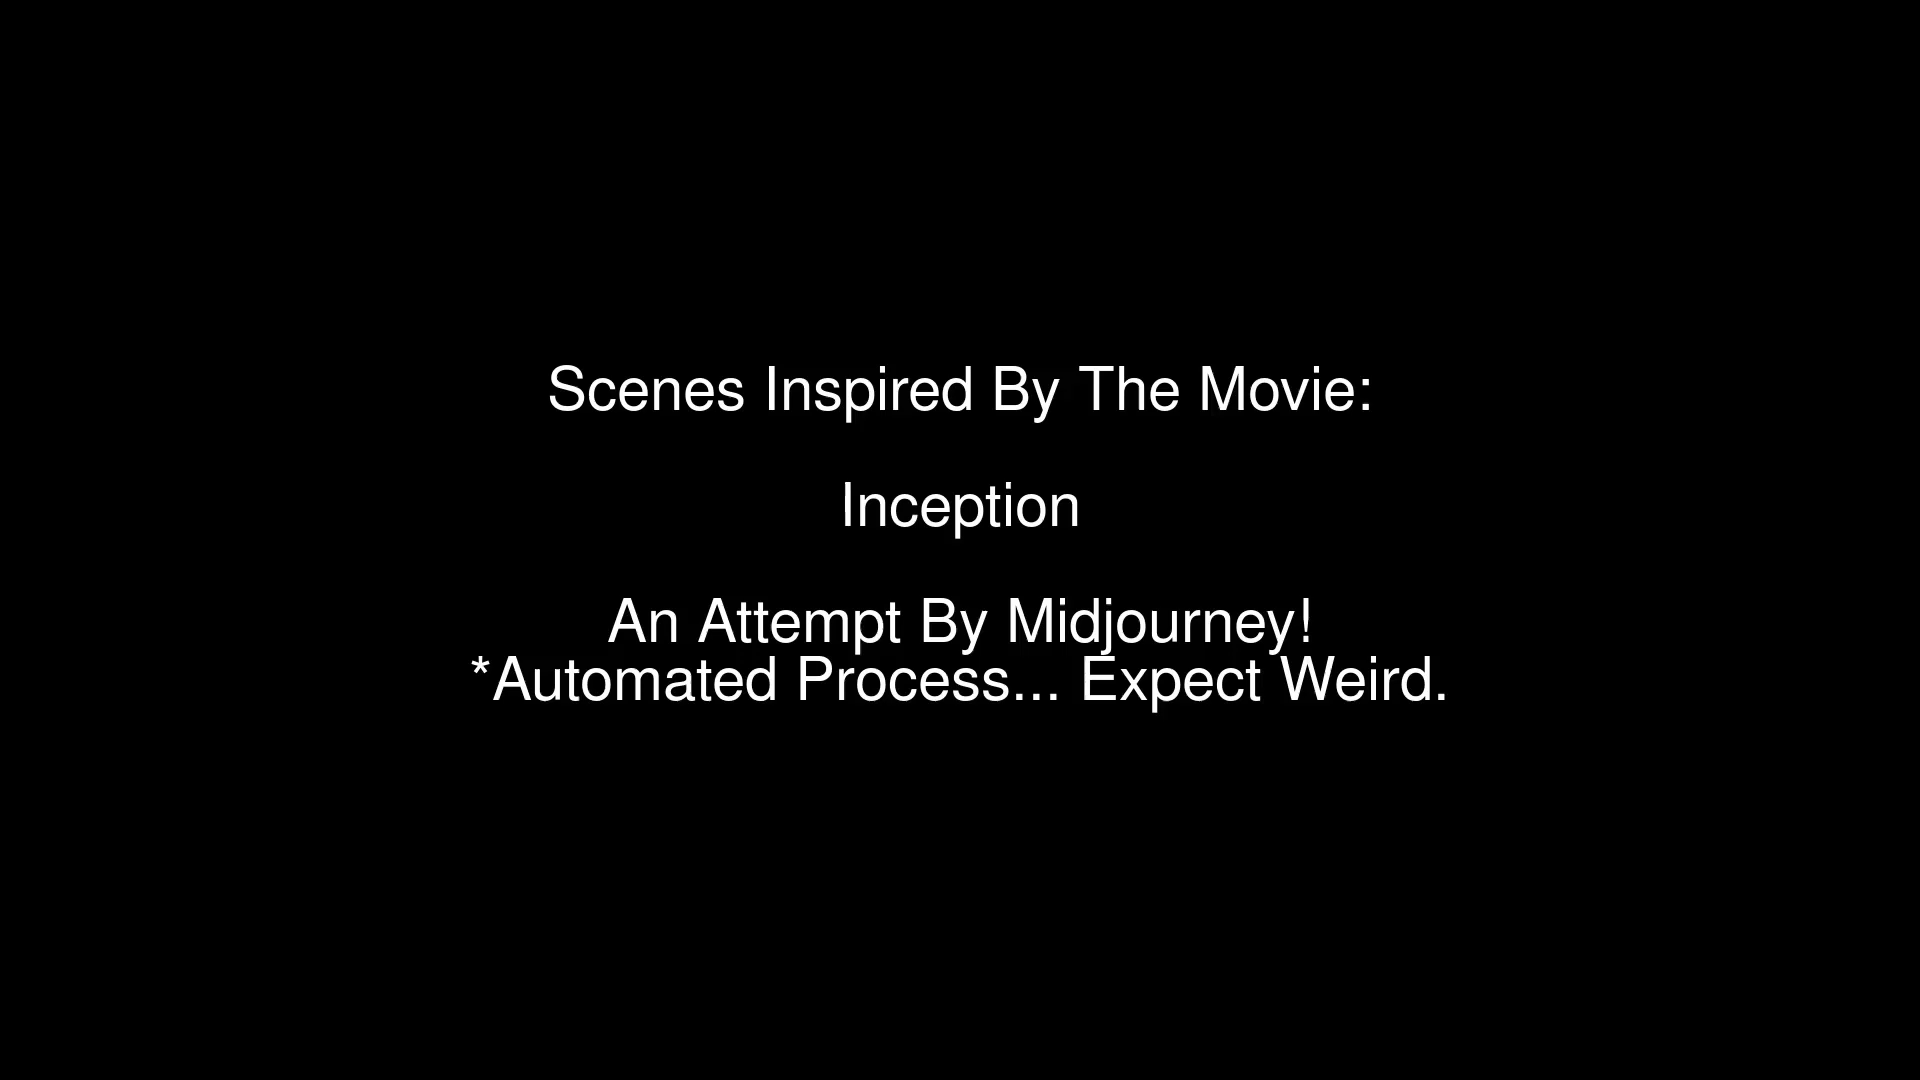 Scenes Inspired By The Movie:
Inception
An Attempt By Midjourney!
*Automated Process... Expect Weird.